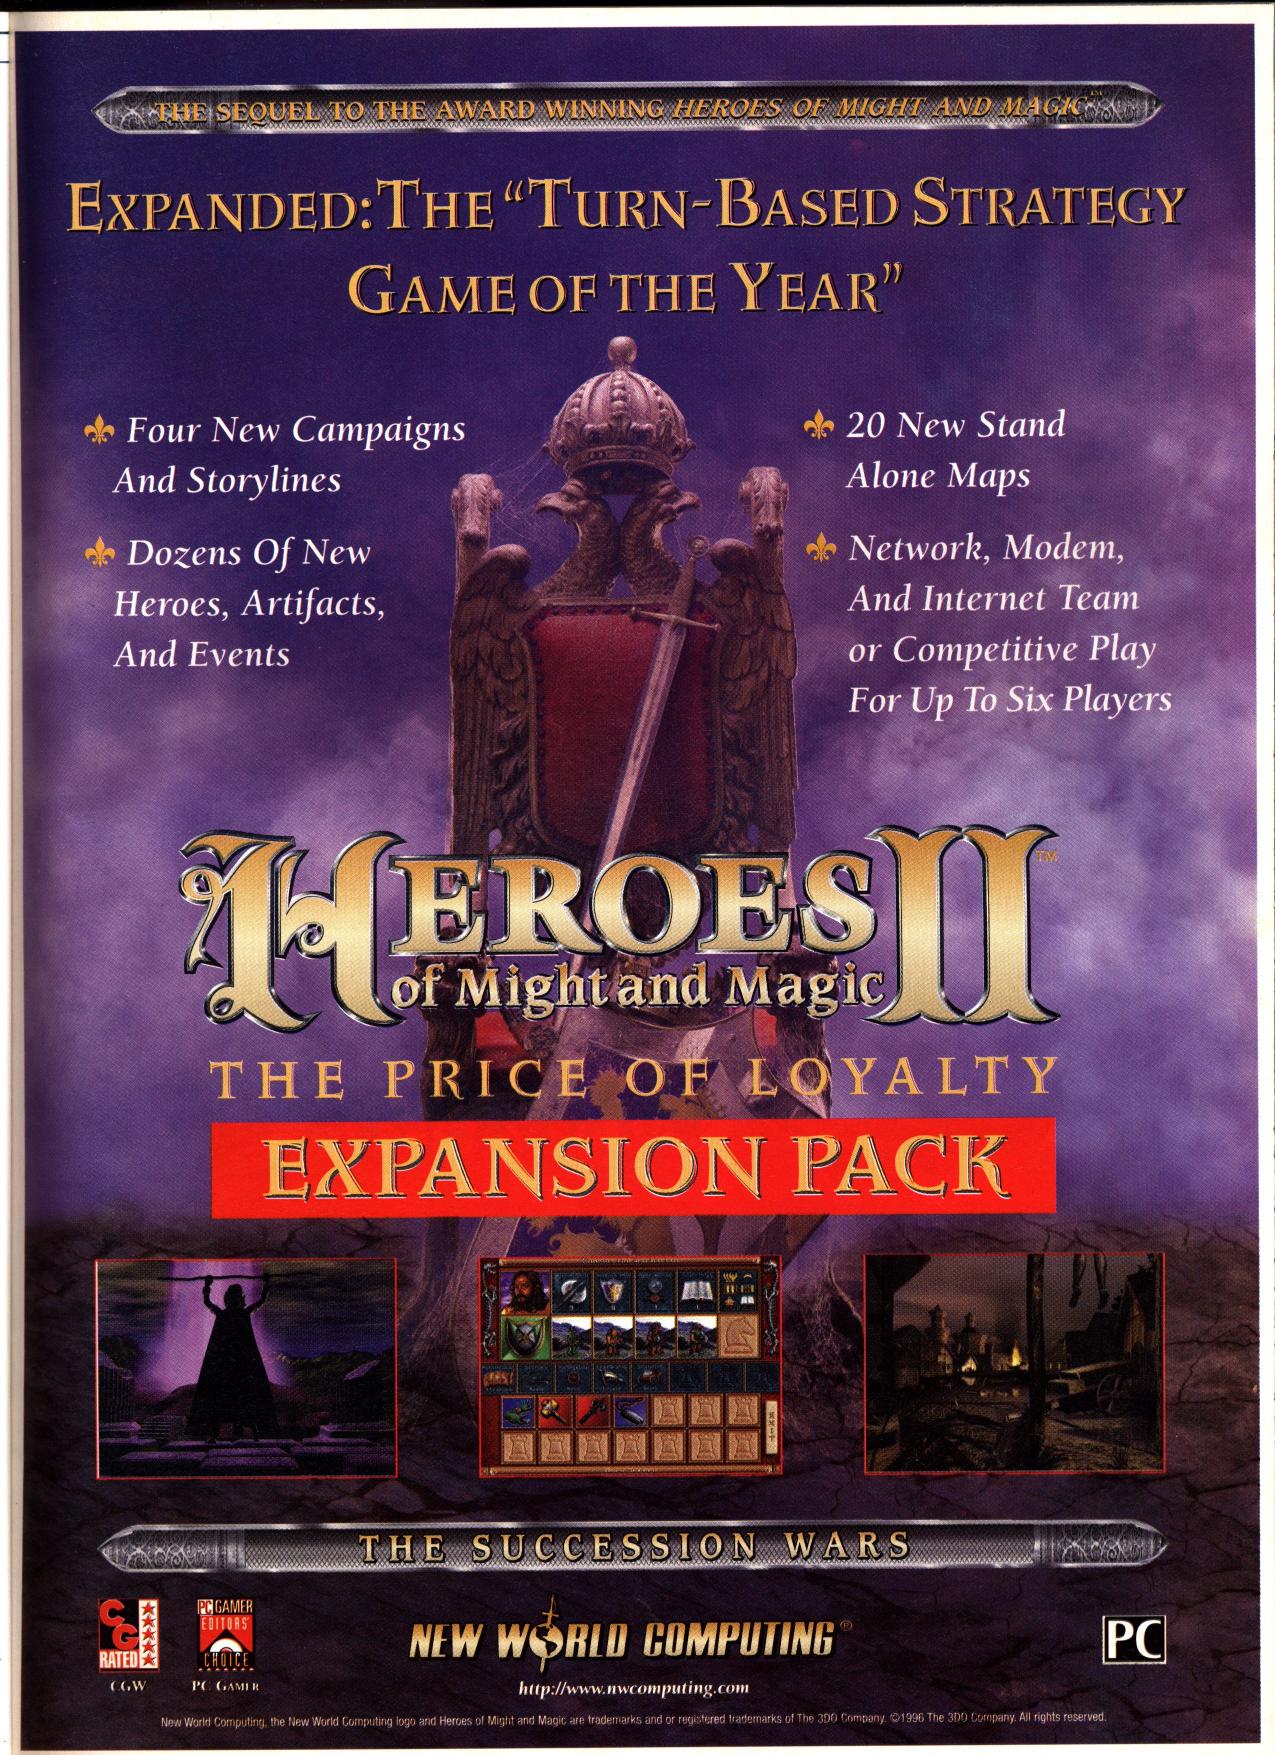 THE SEQUEL TO THE AWARD WINNING HEROES OF MIGHT AND MAGIC™
EXPANDED: THE “TURN-BASED STRATEGY
GAME OF THE YEAR”
Four New Campaigns
And Storylines
Dozens Of New
Heroes, Artifacts,
And Events
20 New Stand
Alone Maps
Network, Modem,
And Internet Team
or Competitive Play
For Up To Six Players
HEROES II™
of Might and Magic
THE PRICE OF LOYALTY
EXPANSION PACK
EXIT
THE SUCCESSION WARS
CG
RATED
CGW
PC GAMER
EDITORS'
CHOICE
PC GAMER
NEW WORLD COMPUTING®
http://www.nwcomputing.com
PC
New World Computing, the New World Computing logo and Heroes of Might and Magic are trademarks and or registered trademarks of The 3DO Company. ©1996 The 3DO Company. All rights reserved.